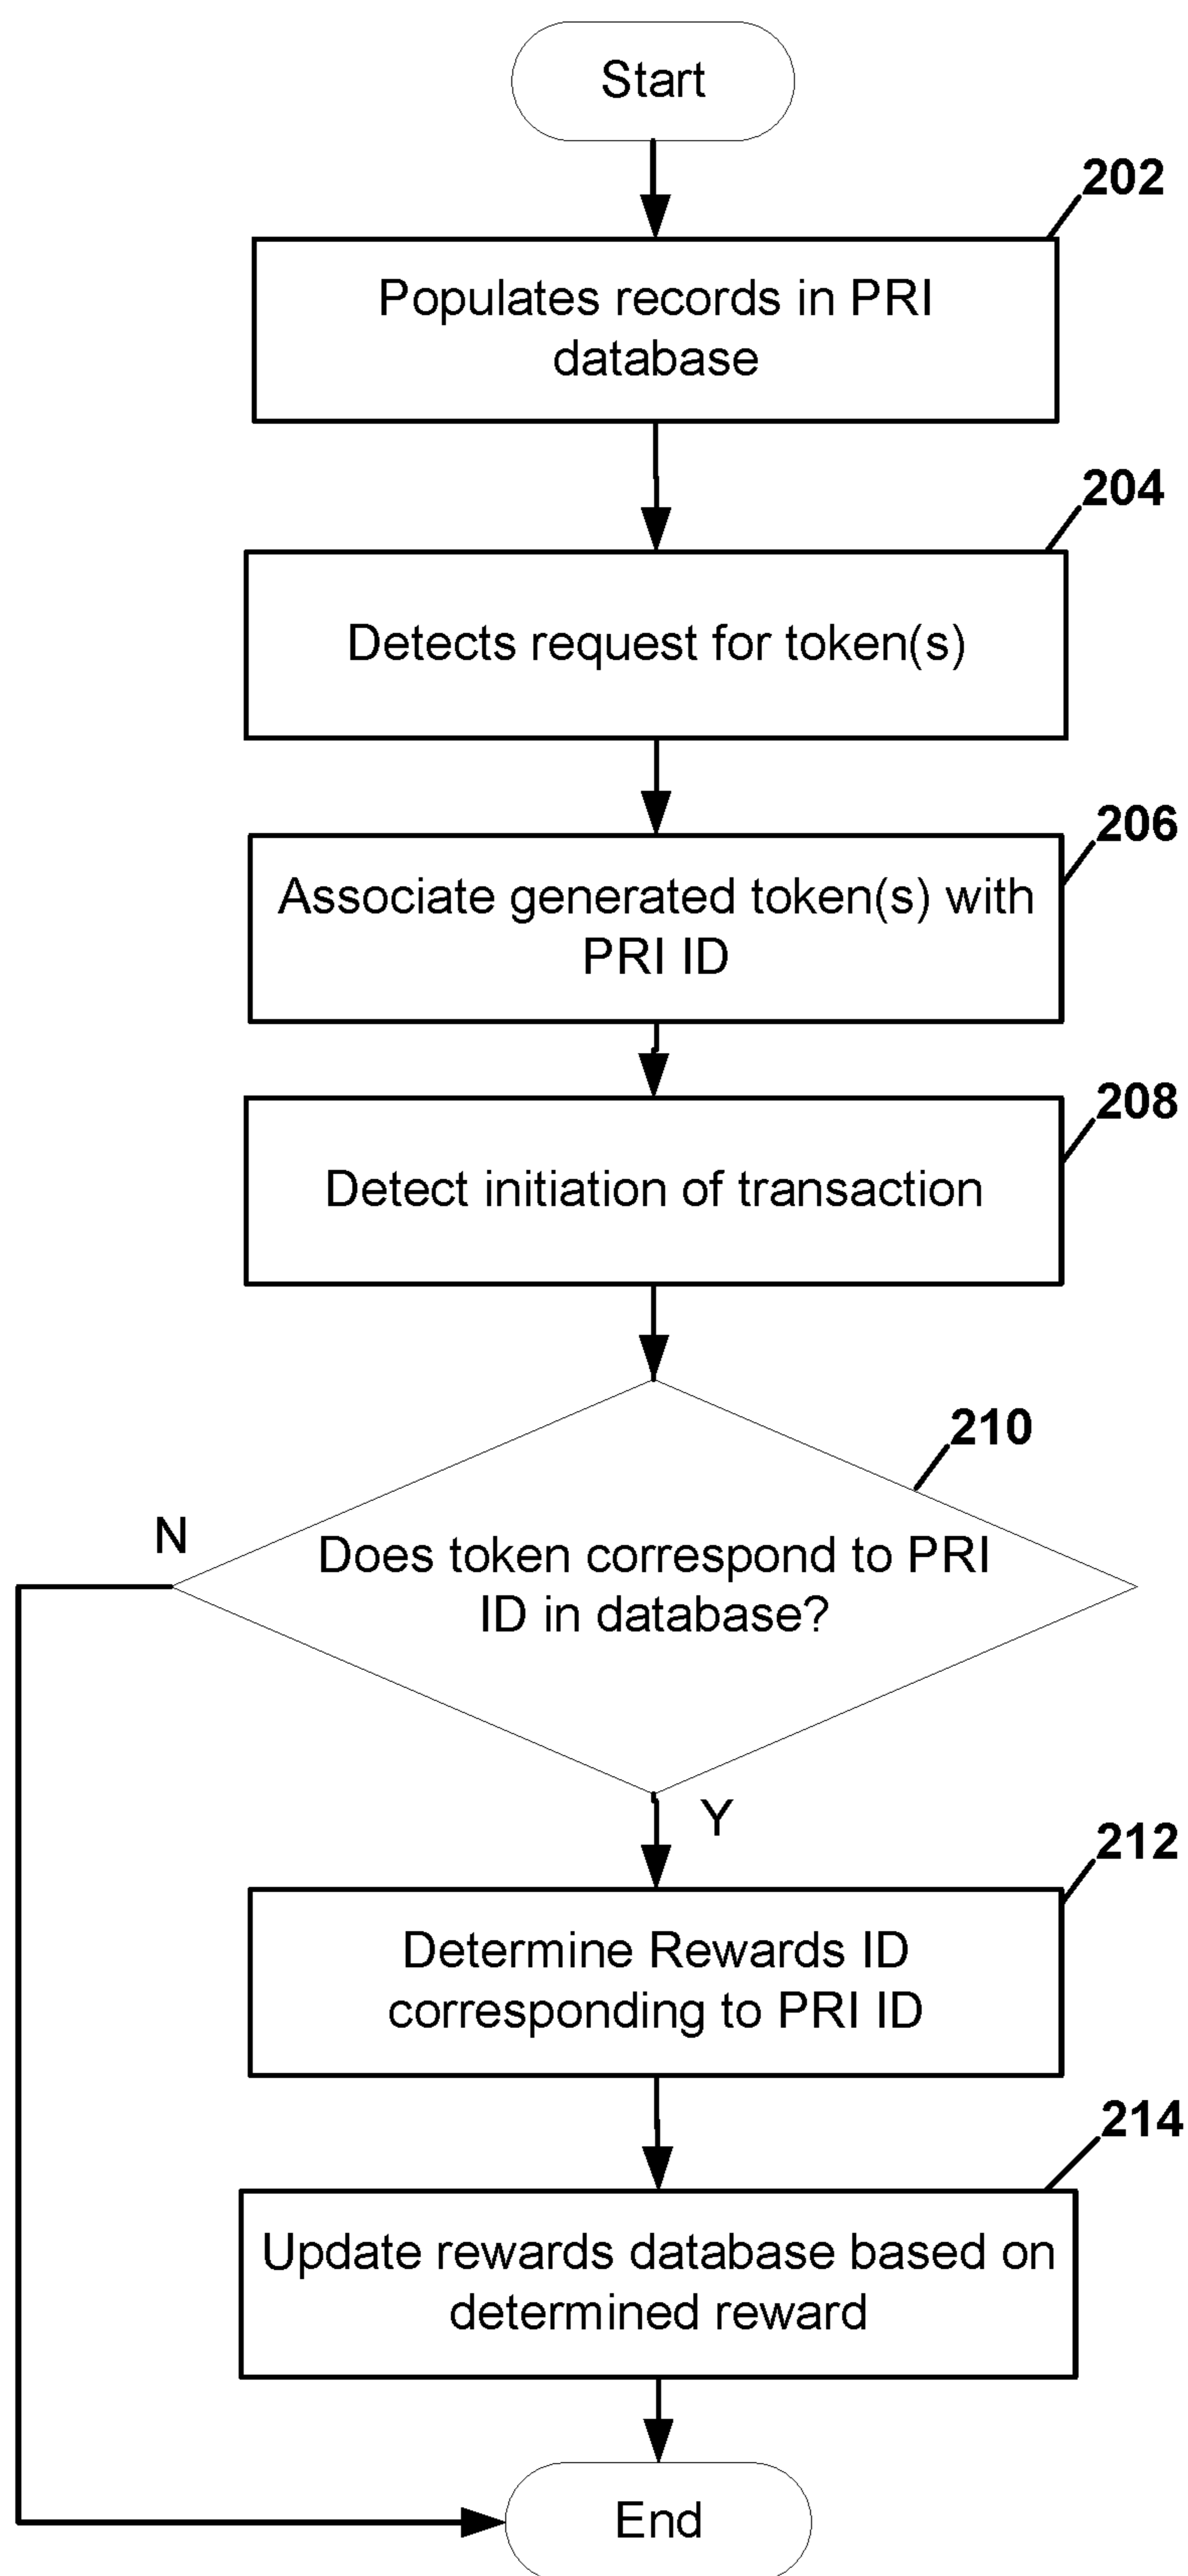 Start
202
Populates records in PRI
database
204
Detects request for token(s)
206
Associate generated token(s) with
PRI ID
208
Detect initiation of transaction
210
N
Does token correspond to PRI
ID in database?
Y
212
Determine Rewards ID
corresponding to PRI ID
214
Update rewards database based on
determined reward
End